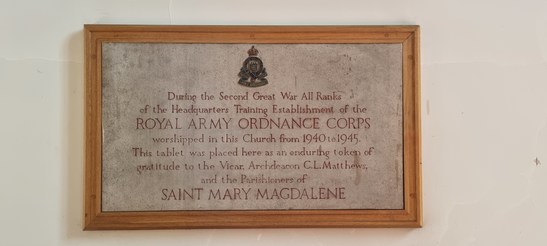 During the Second Great War All Ranks
of the Headquarters Training Establishment of the
ROYAL ARMY ORDNANCE CORPS
worshipped in this Church from 1940 to 1945.
This tablet was placed here as an enduring token of
gratitude to the Vicar, Archdeacon C.L. Matthews,
and the Parishioners of
SAINT MARY MAGDALENE